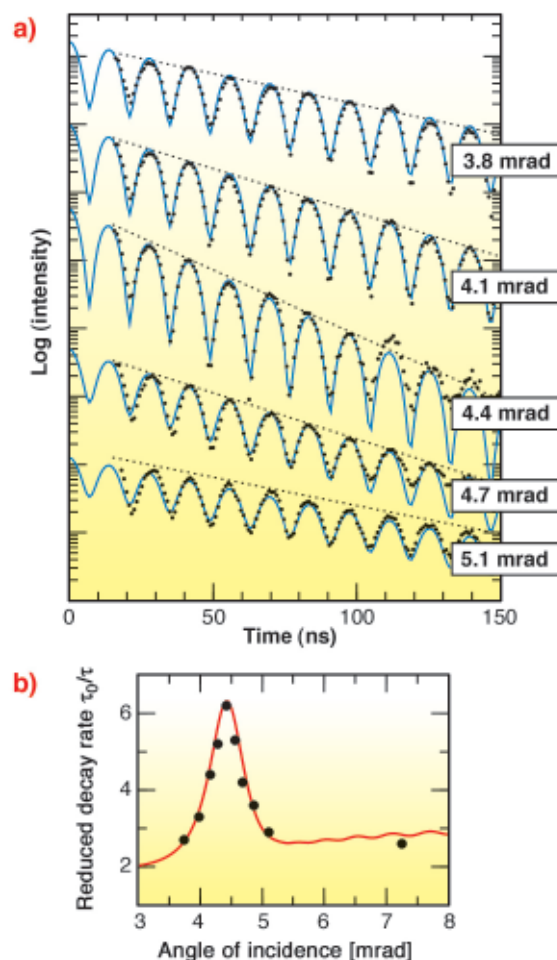 a)
Log (intensity)
3.8 mrad
4.1 mrad
4.4 mrad
4.7 mrad
5.1 mrad
0 50 100 150
Time (ns)
b)
Reduced decay rate τ₀/τ
6
4
2
3 4 5 6 7 8
Angle of incidence [mrad]